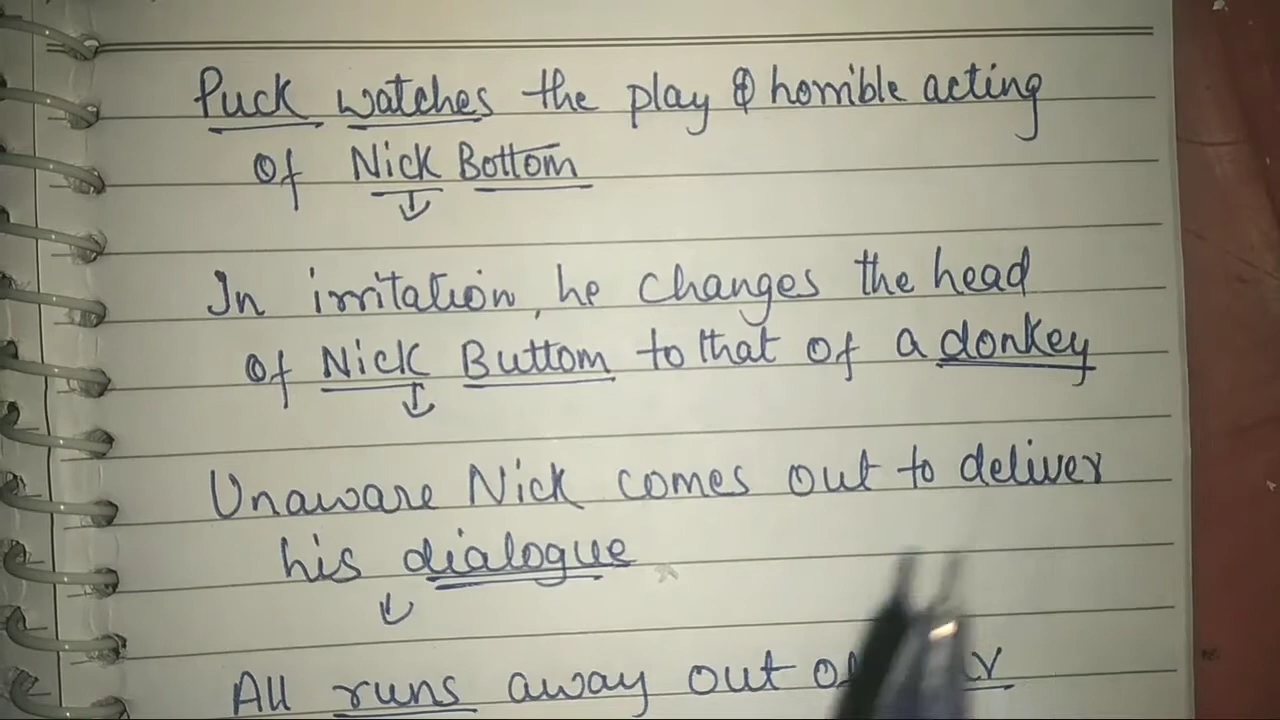 Puck watches the play & horrible acting
of Nick Bottom
In irritation, he changes the head
of Nick Buttom to that of a donkey
Unaware Nick comes out to deliver
his dialogue
All runs away out of